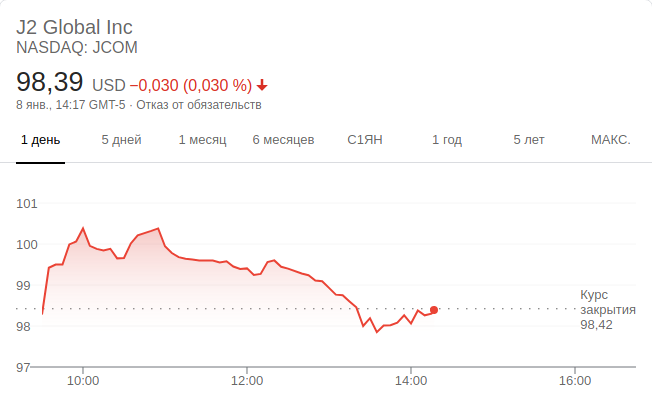 J2 Global Inc
NASDAQ: JCOM
98,39 USD −0,030 (0,030 %)
8 янв., 14:17 GMT-5 · Отказ от обязательств
1 день 5 дней 1 месяц 6 месяцев С1ЯН 1 год 5 лет МАКС.
101
100
99
98
97
Курс
закрытия
98,42
10:00 12:00 14:00 16:00